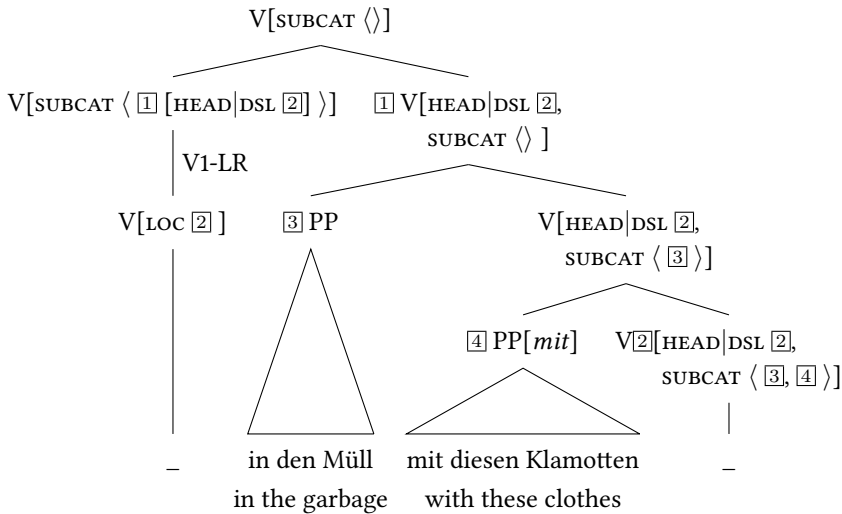 V[SUBCAT ⟨⟩]
V[SUBCAT ⟨ 1 [HEAD|DSL 2] ⟩] 1 V[HEAD|DSL 2,
SUBCAT ⟨⟩ ]
V1-LR
V[LOC 2 ] 3 PP V[HEAD|DSL 2,
SUBCAT ⟨ 3 ⟩]
4 PP[mit] V2[HEAD|DSL 2,
SUBCAT ⟨ 3, 4 ⟩]
_ in den Müll mit diesen Klamotten _
in the garbage with these clothes